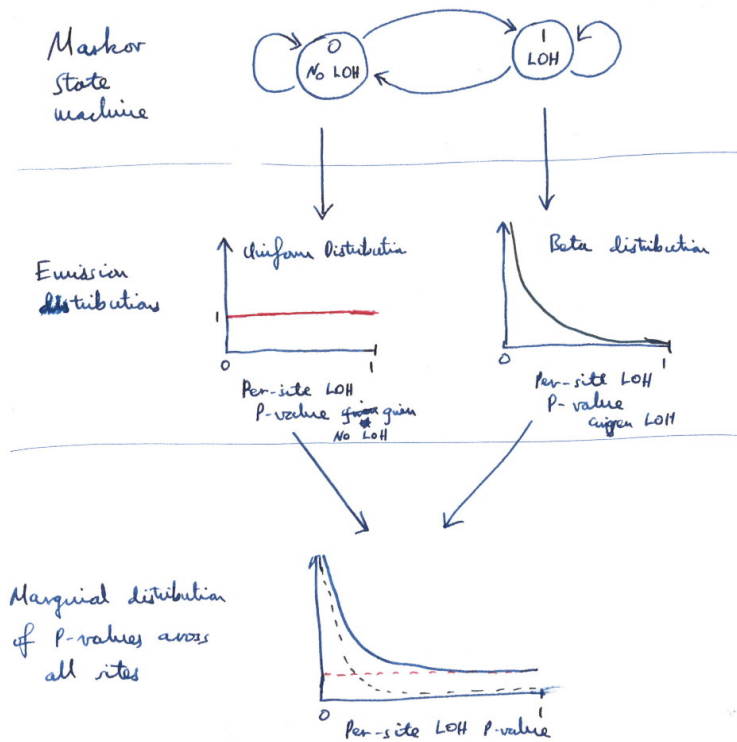 Markov
state
machine
0
No LOH
1
LOH
Emission
distributions
Uniform Distribution
1
0
1
Per-site LOH
P-value given
No LOH
Beta distribution
0
1
Per-site LOH
P-value
given LOH
Marginal distribution
of P-values across
all sites
0
1
Per-site LOH P-value